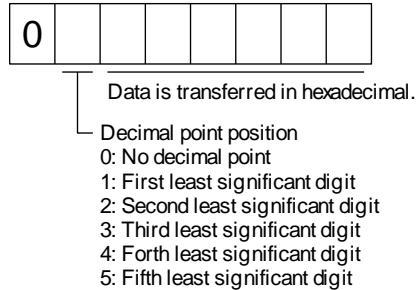 0
Data is transferred in hexadecimal.
Decimal point position
0: No decimal point
1: First least significant digit
2: Second least significant digit
3: Third least significant digit
4: Forth least significant digit
5: Fifth least significant digit